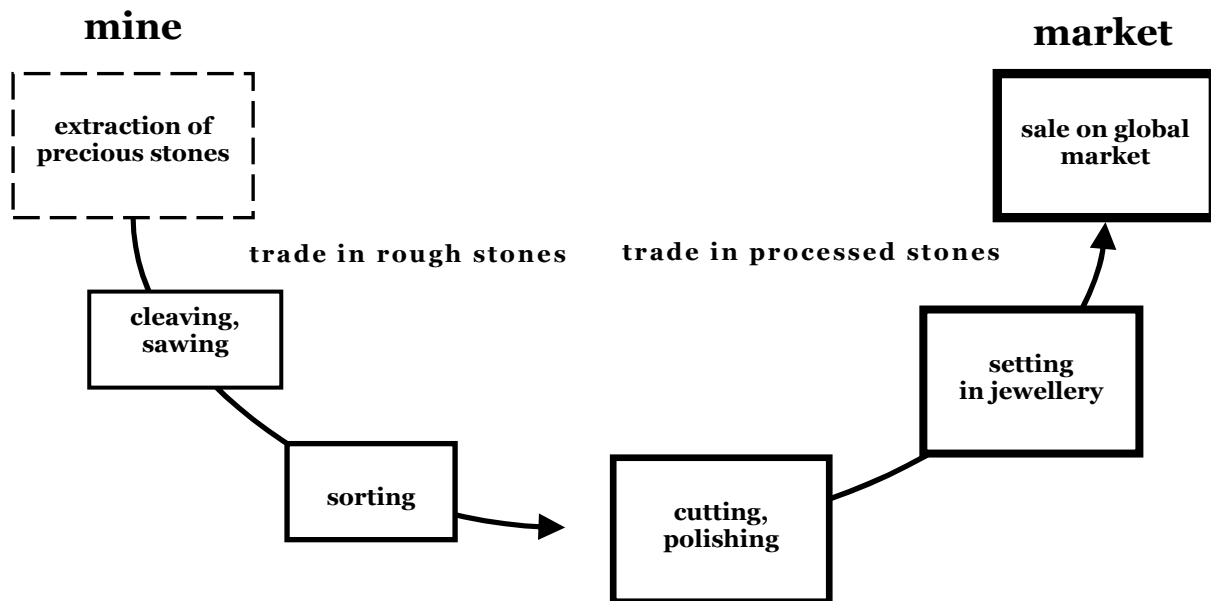 mine
extraction of
precious stones
trade in rough stones
cleaving,
sawing
sorting
market
sale on global
market
trade in processed stones
setting
in jewellery
cutting,
polishing